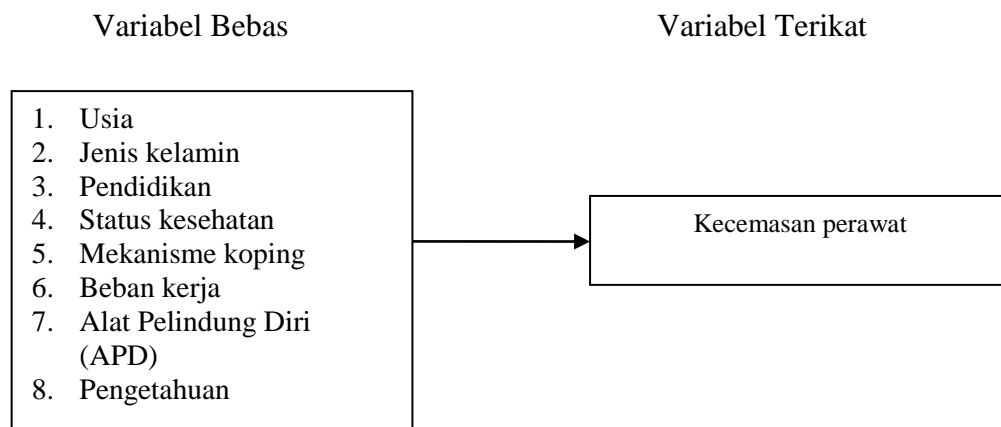 Variabel Bebas
Variabel Terikat
1. Usia
2. Jenis kelamin
3. Pendidikan
4. Status kesehatan
5. Mekanisme koping
6. Beban kerja
7. Alat Pelindung Diri
(APD)
8. Pengetahuan
Kecemasan perawat